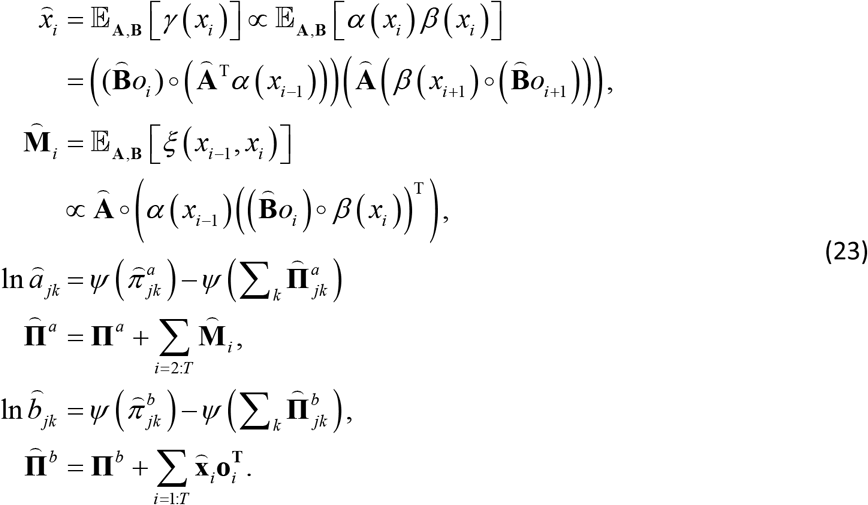 x̂_i = 𝔼_{𝐀,𝐁}[γ(x_i)] ∝ 𝔼_{𝐀,𝐁}[α(x_i)β(x_i)]
= ((𝐁̂o_i)∘(𝐀̂^T α(x_{i−1})))(𝐀̂(β(x_{i+1})∘(𝐁̂o_{i+1}))),
𝐌̂_i = 𝔼_{𝐀,𝐁}[ξ(x_{i−1}, x_i)]
∝ 𝐀̂∘(α(x_{i−1})((𝐁̂o_i)∘β(x_i))^T),
(23)
ln â_{jk} = ψ(π̂^a_{jk}) − ψ(∑_k 𝚷̂^a_{jk})
𝚷̂^a = 𝚷^a + ∑_{i=2:T} 𝐌̂_i,
ln b̂_{jk} = ψ(π̂^b_{jk}) − ψ(∑_k 𝚷̂^b_{jk}),
𝚷̂^b = 𝚷^b + ∑_{i=1:T} 𝐱̂_i 𝐨_i^𝐓.